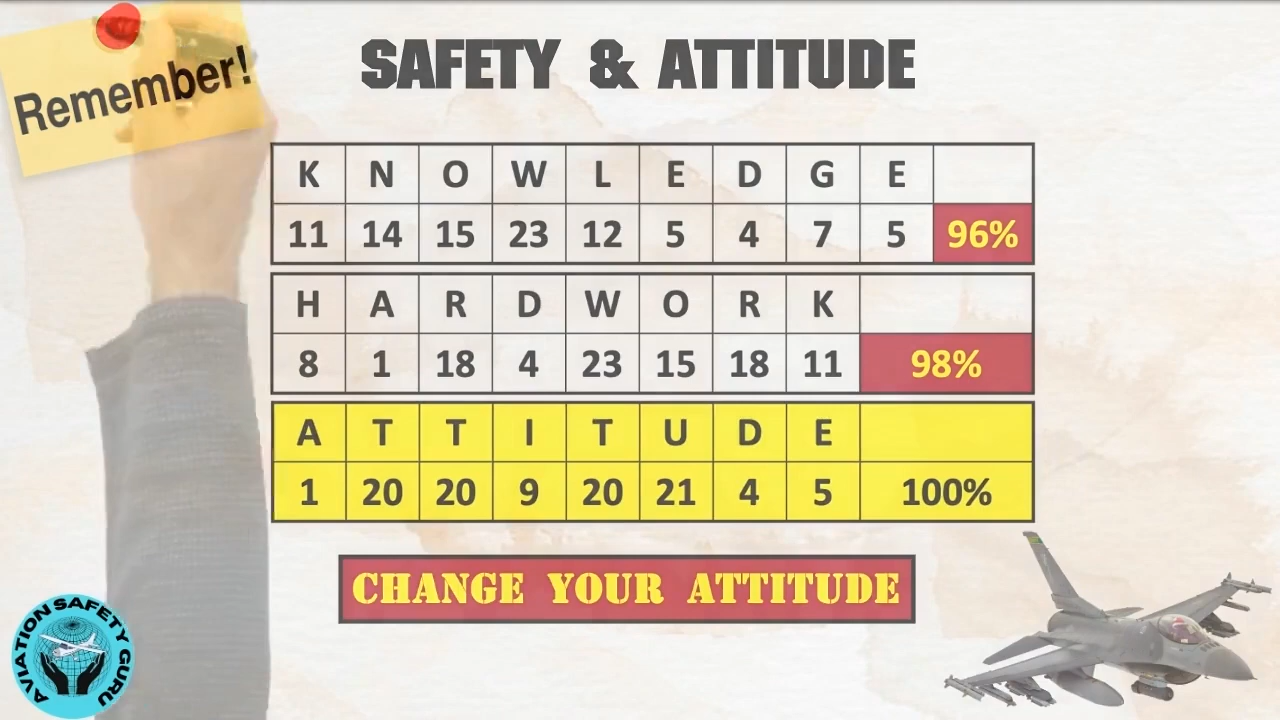 Remember!
SAFETY & ATTITUDE
K N O W L E D G E
11 14 15 23 12 5 4 7 5 96%
H A R D W O R K
8 1 18 4 23 15 18 11 98%
A T T I T U D E
1 20 20 9 20 21 4 5 100%
CHANGE YOUR ATTITUDE
AVIATION SAFETY GURU